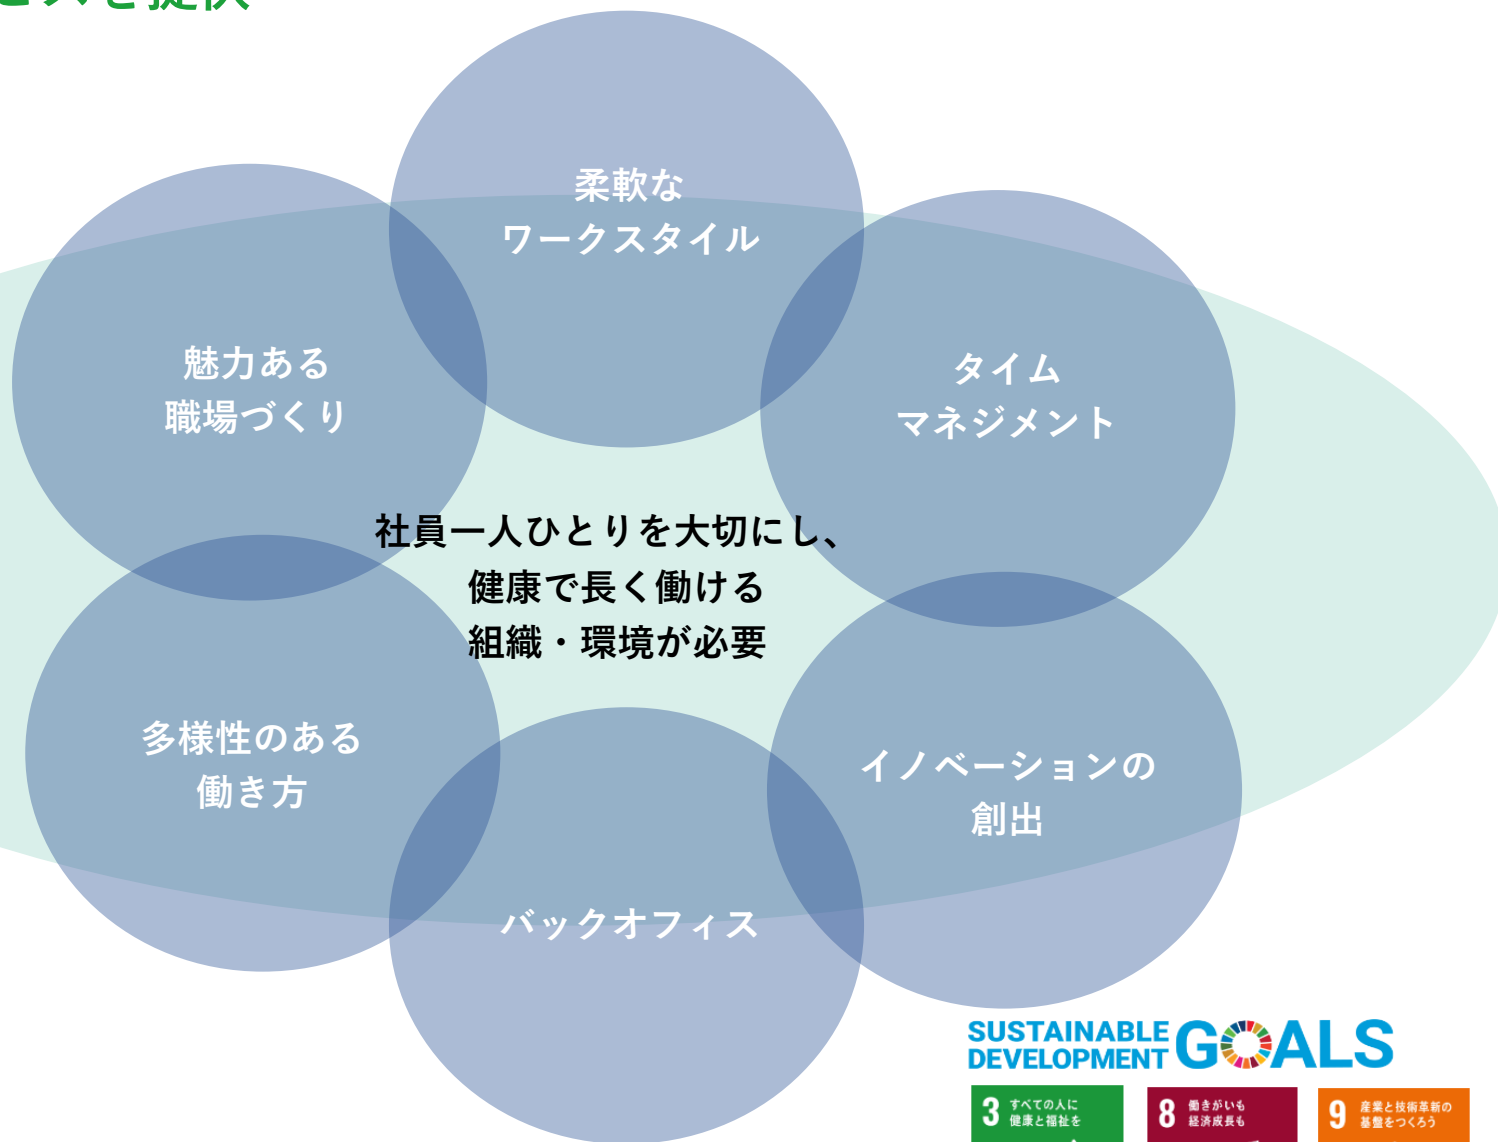 を提供
柔軟な
ワークスタイル
魅力ある
職場づくり
タイム
マネジメント
社員一人ひとりを大切にし、
健康で長く働ける
組織・環境が必要
多様性のある
働き方
イノベーションの
創出
バックオフィス
SUSTAINABLE
DEVELOPMENT GOALS
3 すべての人に
健康と福祉を
8 働きがいも
経済成長も
9 産業と技術革新の
基盤をつくろう